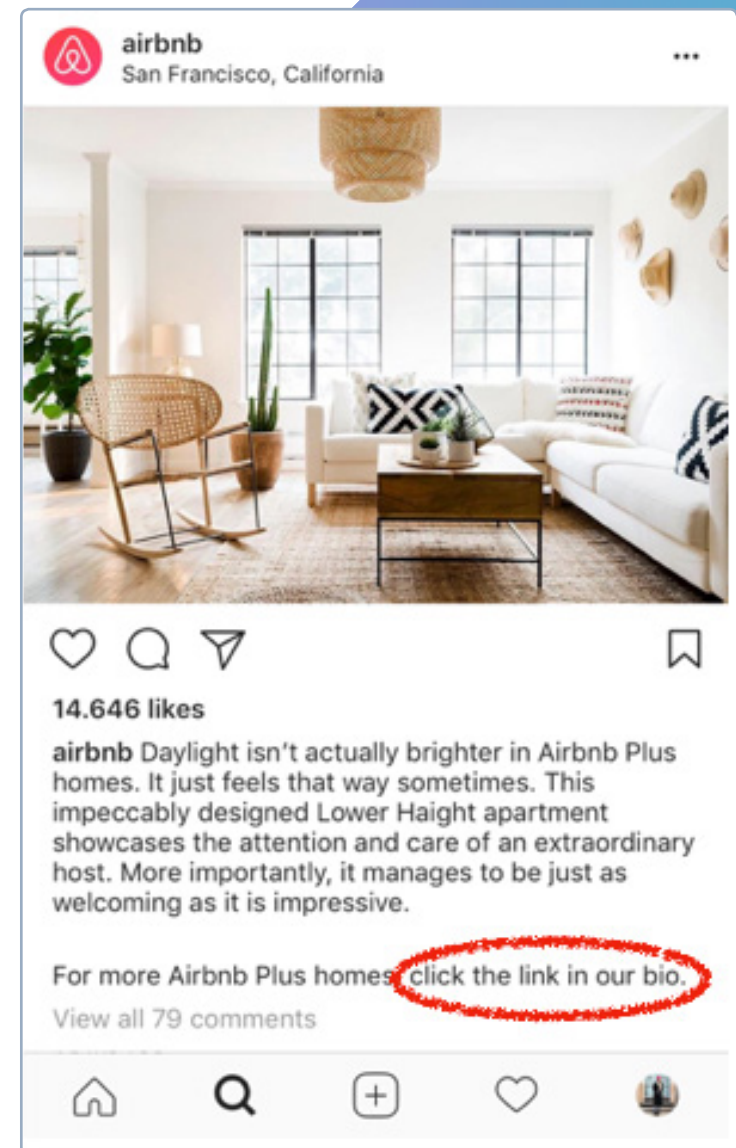 airbnb
San Francisco, California
14.646 likes
airbnb Daylight isn't actually brighter in Airbnb Plus
homes. It just feels that way sometimes. This
impeccably designed Lower Haight apartment
showcases the attention and care of an extraordinary
host. More importantly, it manages to be just as
welcoming as it is impressive.
For more Airbnb Plus homes, click the link in our bio.
View all 79 comments